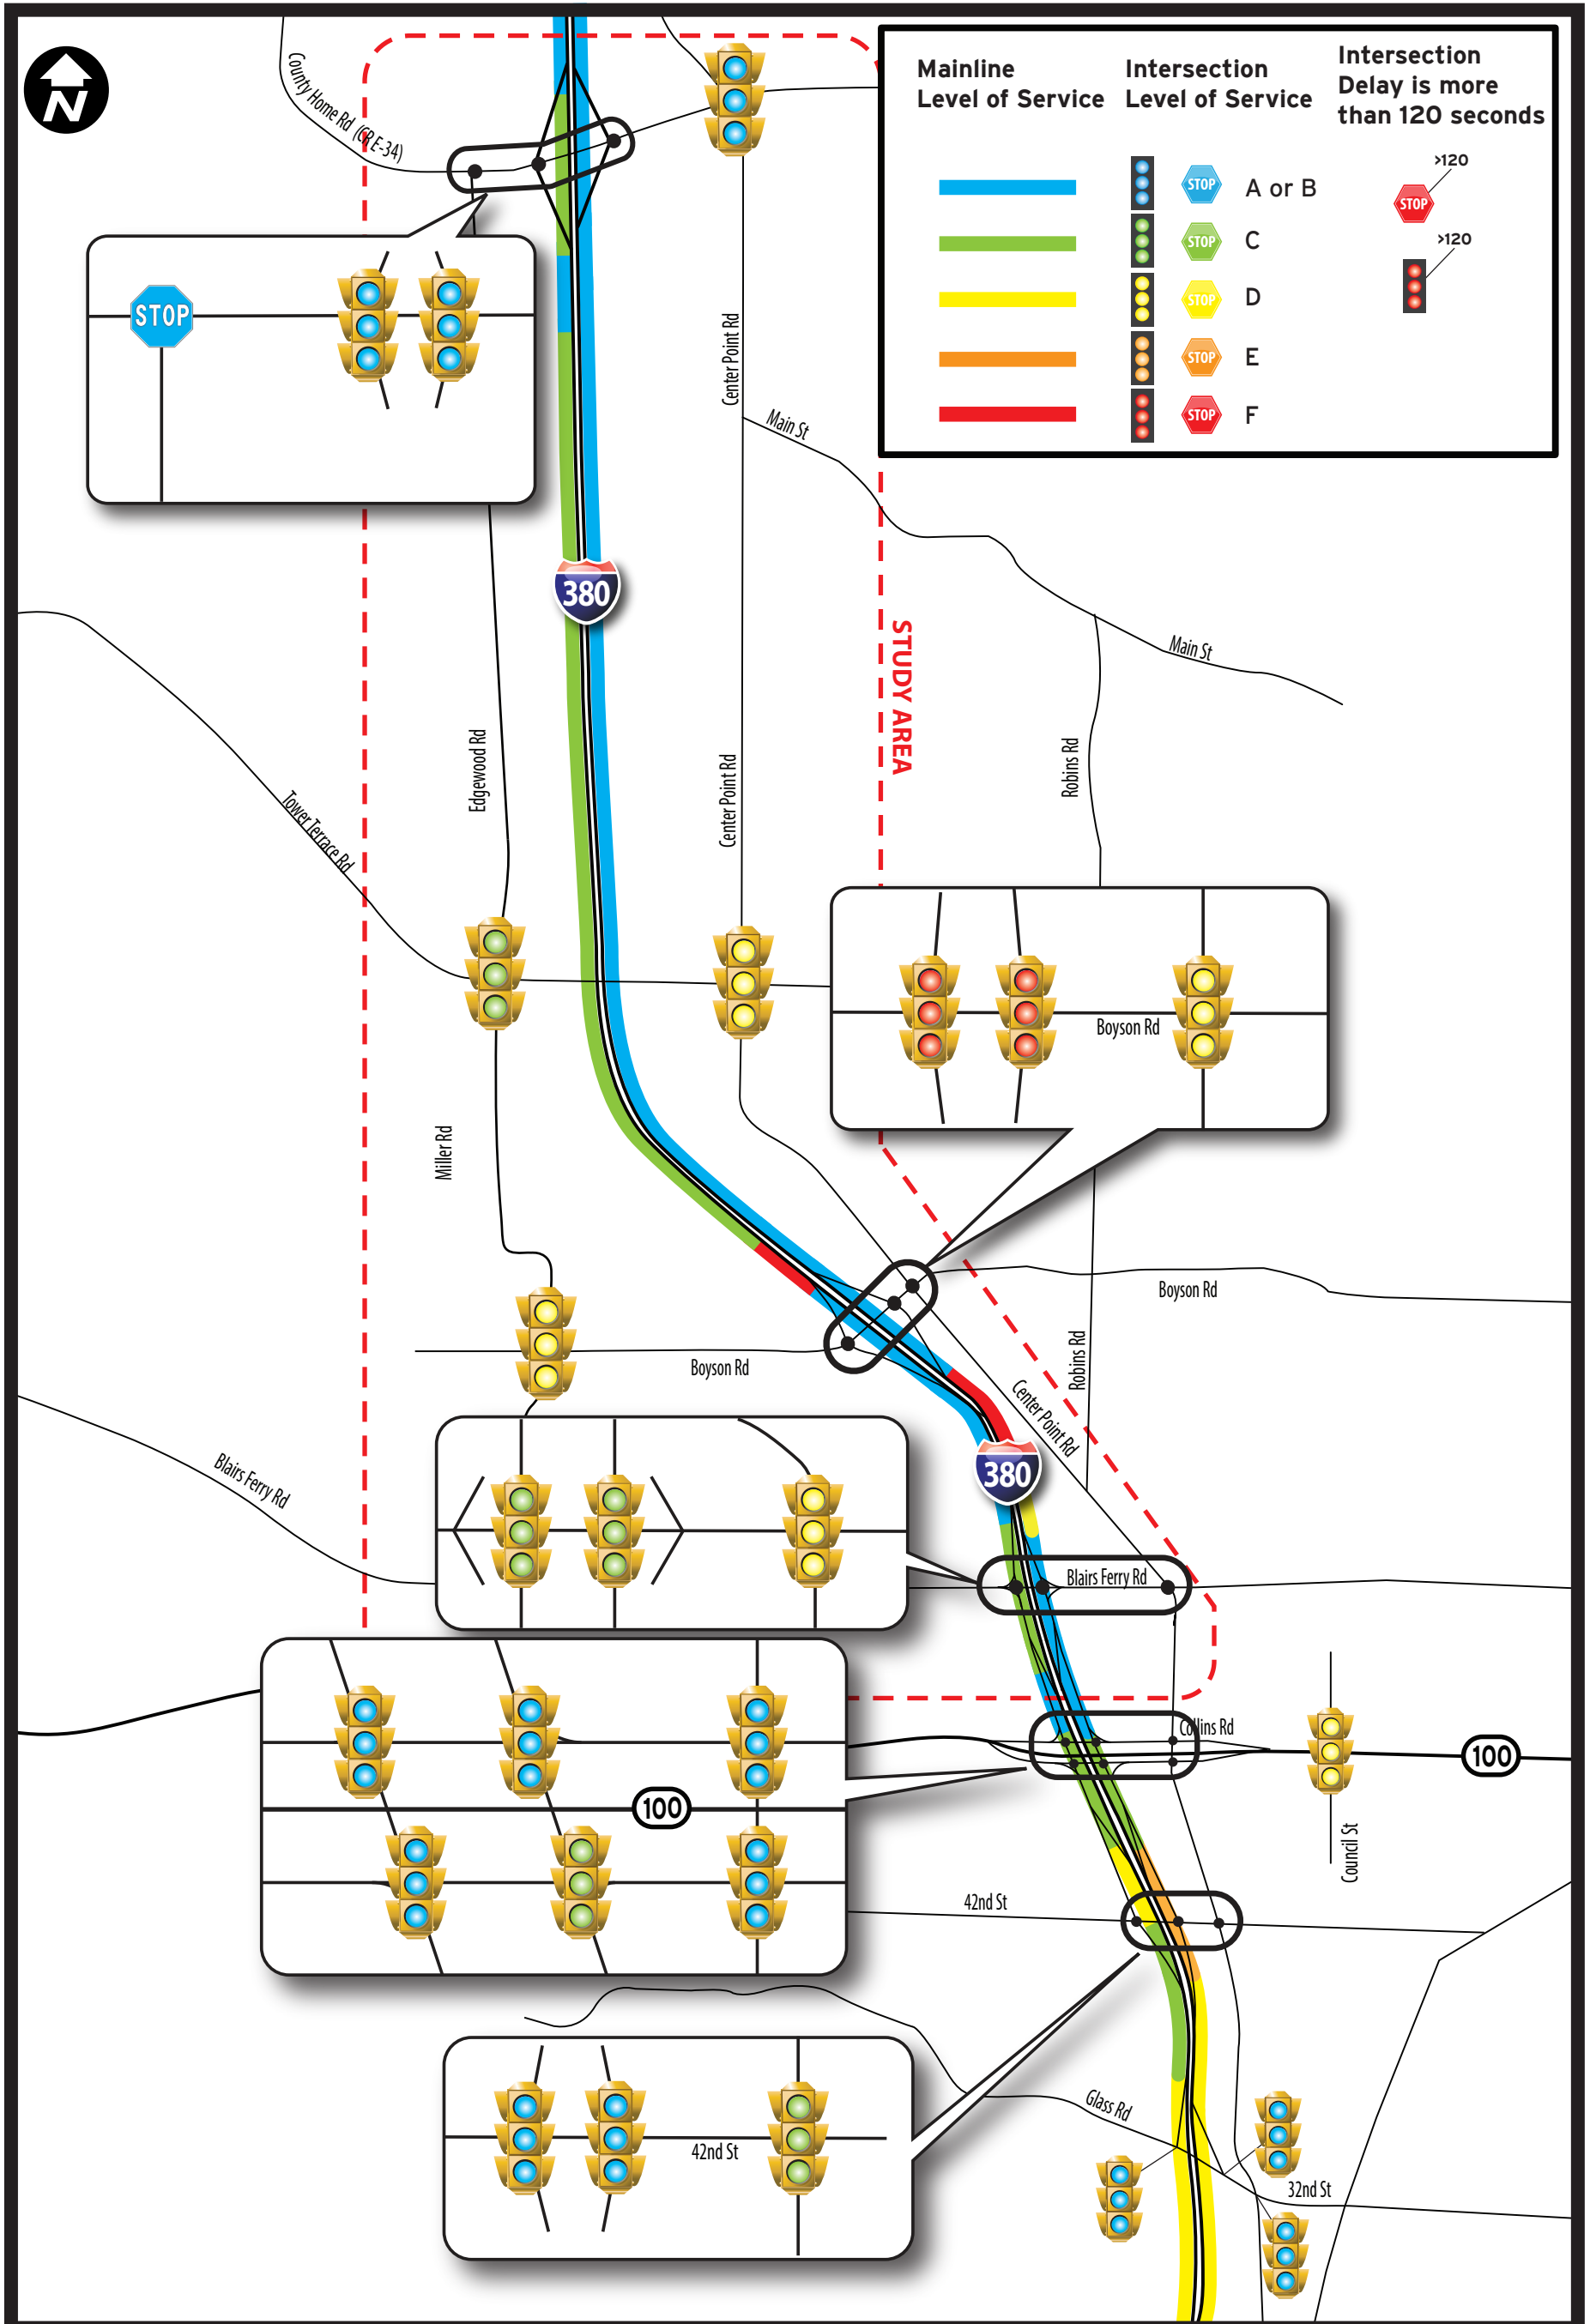 N
County Home Rd (CR E-34)
Mainline
Level of Service
Intersection
Level of Service
Intersection
Delay is more
than 120 seconds
STOP
A or B
STOP
C
STOP
D
STOP
E
STOP
F
>120
STOP
>120
STOP
Center Point Rd
Main St
380
STUDY AREA
Main St
Edgewood Rd
Center Point Rd
Robins Rd
Tower Terrace Rd
Boyson Rd
Miller Rd
Boyson Rd
Boyson Rd
Robins Rd
Center Point Rd
Blairs Ferry Rd
380
Blairs Ferry Rd
Collins Rd
100
100
Council St
42nd St
42nd St
Glass Rd
32nd St